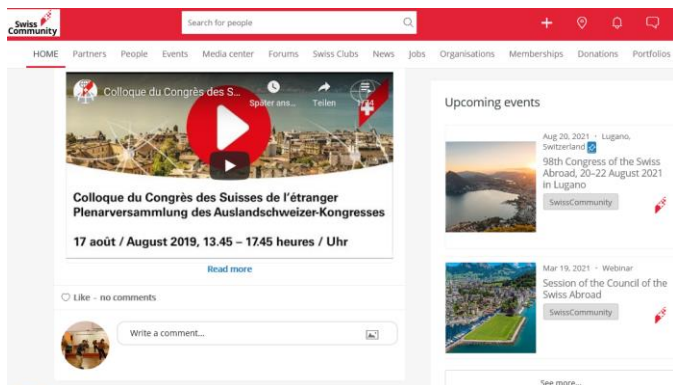 Swiss
Community
Search for people
HOME Partners People Events Media center Forums Swiss Clubs News Jobs Organisations Memberships Donations Portfolios
Colloque du Congrès des S...
Später ans... Teilen
Colloque du Congrès des Suisses de l'étranger
Plenarversammlung des Auslandschweizer-Kongresses
17 août / August 2019, 13.45 – 17.45 heures / Uhr
Read more
Like - no comments
Write a comment...
Upcoming events
Aug 20, 2021 · Lugano,
Switzerland
98th Congress of the Swiss
Abroad, 20–22 August 2021
in Lugano
SwissCommunity
Mar 19, 2021 · Webinar
Session of the Council of the
Swiss Abroad
SwissCommunity
See more...